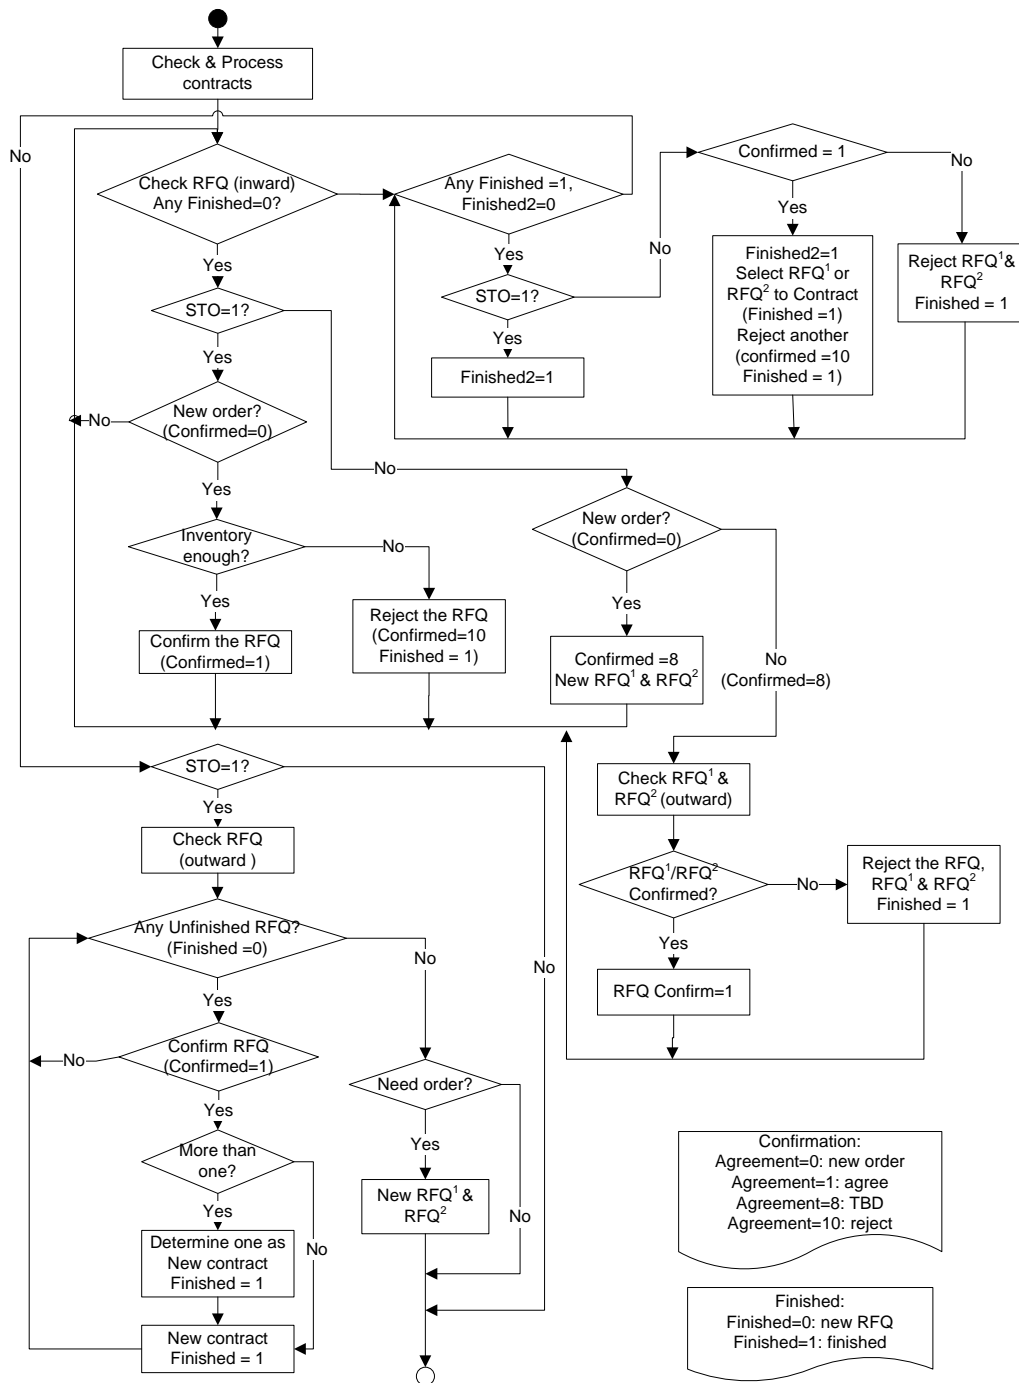 Check & Process
contracts
No
Check RFQ (inward)
Any Finished=0?
Any Finished =1,
Finished2=0
Confirmed = 1
No
Yes
No
Yes
Yes
STO=1?
STO=1?
Yes
Yes
Finished2=1
Finished2=1
Select RFQ¹ or
RFQ² to Contract
(Finished =1)
Reject another
(confirmed =10
Finished = 1)
Reject RFQ¹&
RFQ²
Finished = 1
New order?
(Confirmed=0)
No
No
Yes
New order?
(Confirmed=0)
Inventory
enough?
No
Yes
Yes
Confirm the RFQ
(Confirmed=1)
Reject the RFQ
(Confirmed=10
Finished = 1)
Confirmed =8
New RFQ¹ & RFQ²
No
(Confirmed=8)
STO=1?
Yes
Check RFQ¹ &
RFQ² (outward)
Check RFQ
(outward )
RFQ¹/RFQ²
Confirmed?
No
Reject the RFQ,
RFQ¹ & RFQ²
Finished = 1
Any Unfinished RFQ?
(Finished =0)
No
No
Yes
Yes
RFQ Confirm=1
Confirm RFQ
(Confirmed=1)
No
Need order?
Yes
More than
one?
Yes
New RFQ¹ &
RFQ²
No
Yes
No
Determine one as
New contract
Finished = 1
New contract
Finished = 1
Confirmation:
Agreement=0: new order
Agreement=1: agree
Agreement=8: TBD
Agreement=10: reject
Finished:
Finished=0: new RFQ
Finished=1: finished